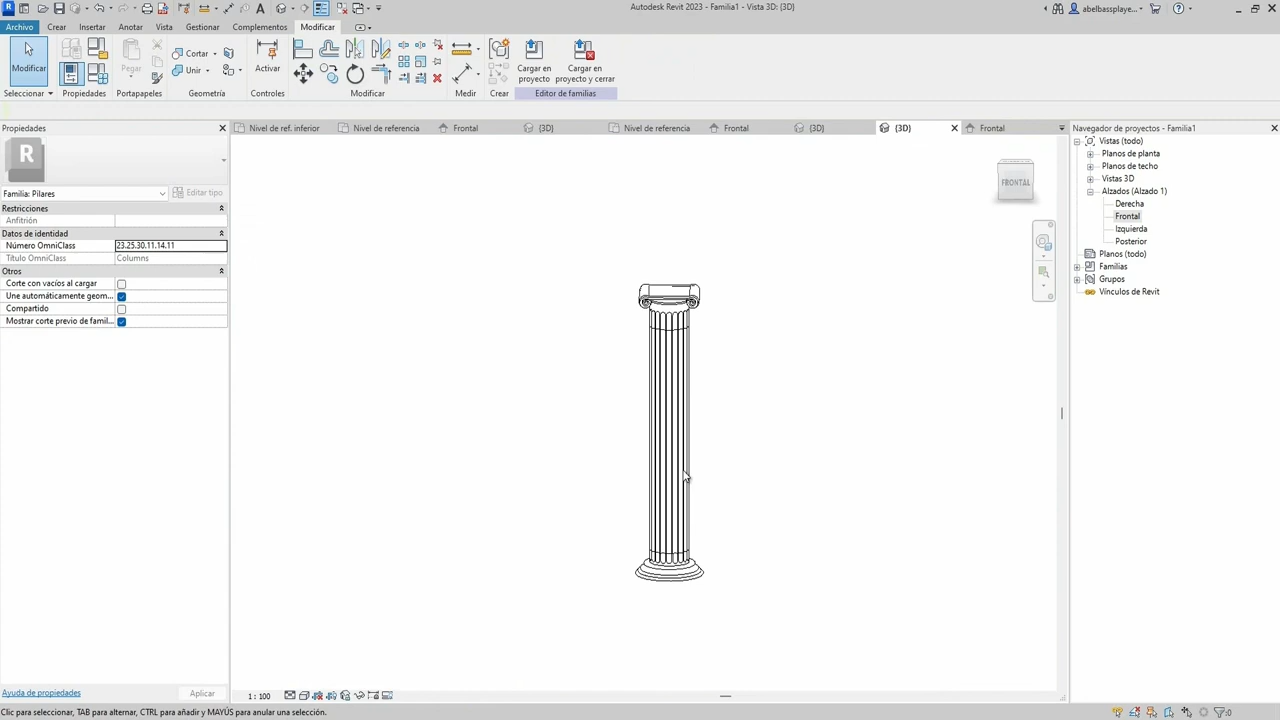 Autodesk Revit 2023 - Familia1 - Vista 3D: {3D}
abelbassplaye...
Archivo Crear Insertar Anotar Vista Gestionar Complementos Modificar
Modificar
Pegar
Cortar
Unir
Activar
Cargar en proyecto
Cargar en proyecto y cerrar
Seleccionar Propiedades Portapapeles Geometría Controles Modificar Medir Crear Editor de familias
Nivel de ref. inferior Nivel de referencia Frontal {3D} Nivel de referencia Frontal {3D} {3D} Frontal
Propiedades
R
Familia: Pilares Editar tipo
Restricciones
Anfitrión
Datos de identidad
Número OmniClass 23.25.30.11.14.11
Título OmniClass Columns
Otros
Corte con vacíos al cargar
Une automáticamente geom...
Compartido
Mostrar corte previo de famil...
Ayuda de propiedades Aplicar
FRONTAL
Navegador de proyectos - Familia1
Vistas (todo)
Planos de planta
Planos de techo
Vistas 3D
Alzados (Alzado 1)
Derecha
Frontal
Izquierda
Posterior
Planos (todo)
Familias
Grupos
Vínculos de Revit
1 : 100
Clic para seleccionar, TAB para alternar, CTRL para añadir y MAYÚS para anular una selección.
:0